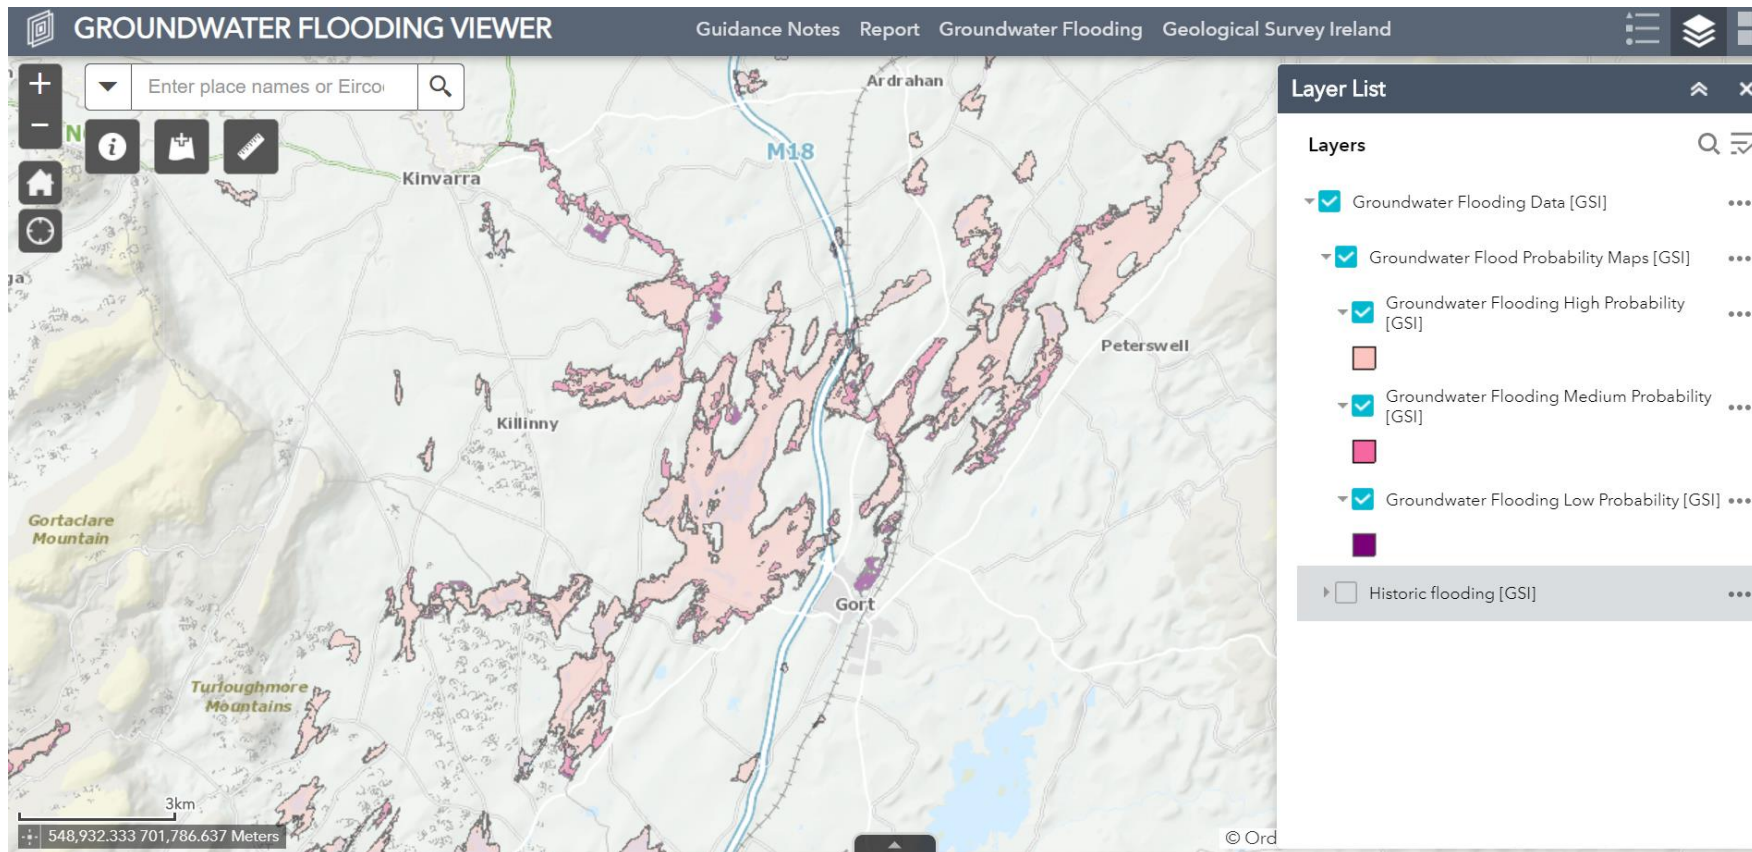 GROUNDWATER FLOODING VIEWER
Guidance Notes Report Groundwater Flooding Geological Survey Ireland
+
Enter place names or Eirco
−
Layer List
Layers
Groundwater Flooding Data [GSI]
Groundwater Flood Probability Maps [GSI]
Groundwater Flooding High Probability
[GSI]
Groundwater Flooding Medium Probability
[GSI]
Groundwater Flooding Low Probability [GSI]
Historic flooding [GSI]
Ardrahan
M18
Kinvarra
Peterswell
Killinny
Gortaclare
Mountain
Gort
Turloughmore
Mountains
3km
548,932.333 701,786.637 Meters
© Ord